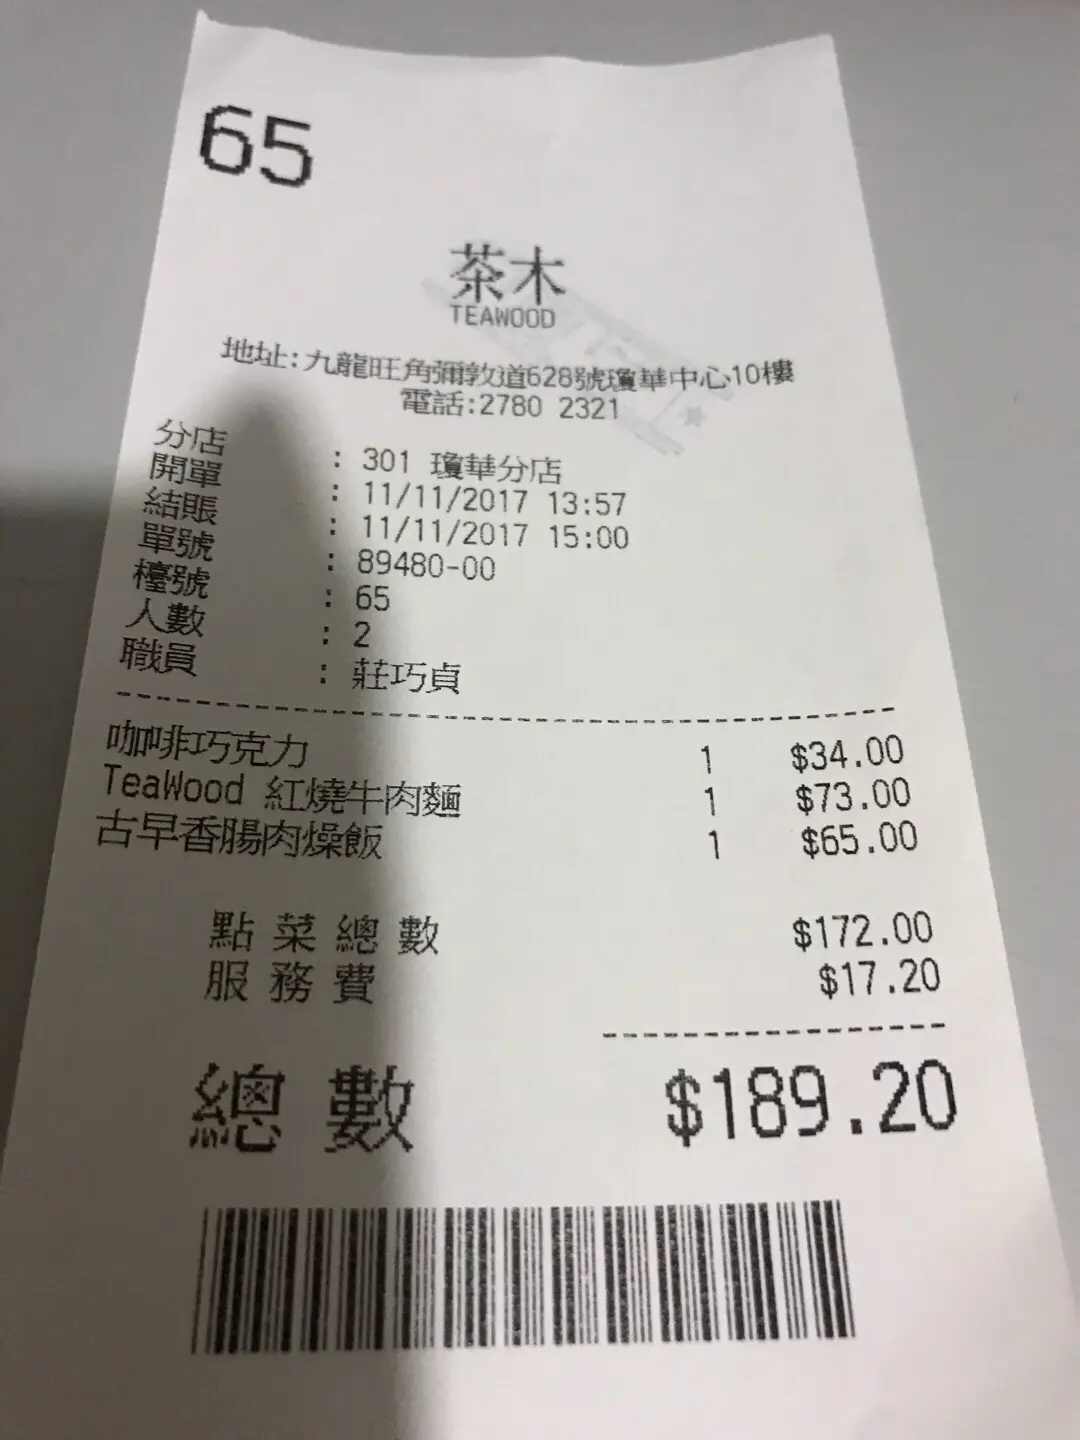 65
茶木
TEAWOOD
地址:九龍旺角彌敦道628號瓊華中心10樓
電話:2780 2321
分店 : 301 瓊華分店
開單 : 11/11/2017 13:57
結賬 : 11/11/2017 15:00
單號 : 89480-00
檯號 : 65
人數 : 2
職員 : 莊巧貞
咖啡巧克力 1 $34.00
TeaWood 紅燒牛肉麵 1 $73.00
古早香腸肉燥飯 1 $65.00
點菜總數 $172.00
服務費 $17.20
總數 $189.20